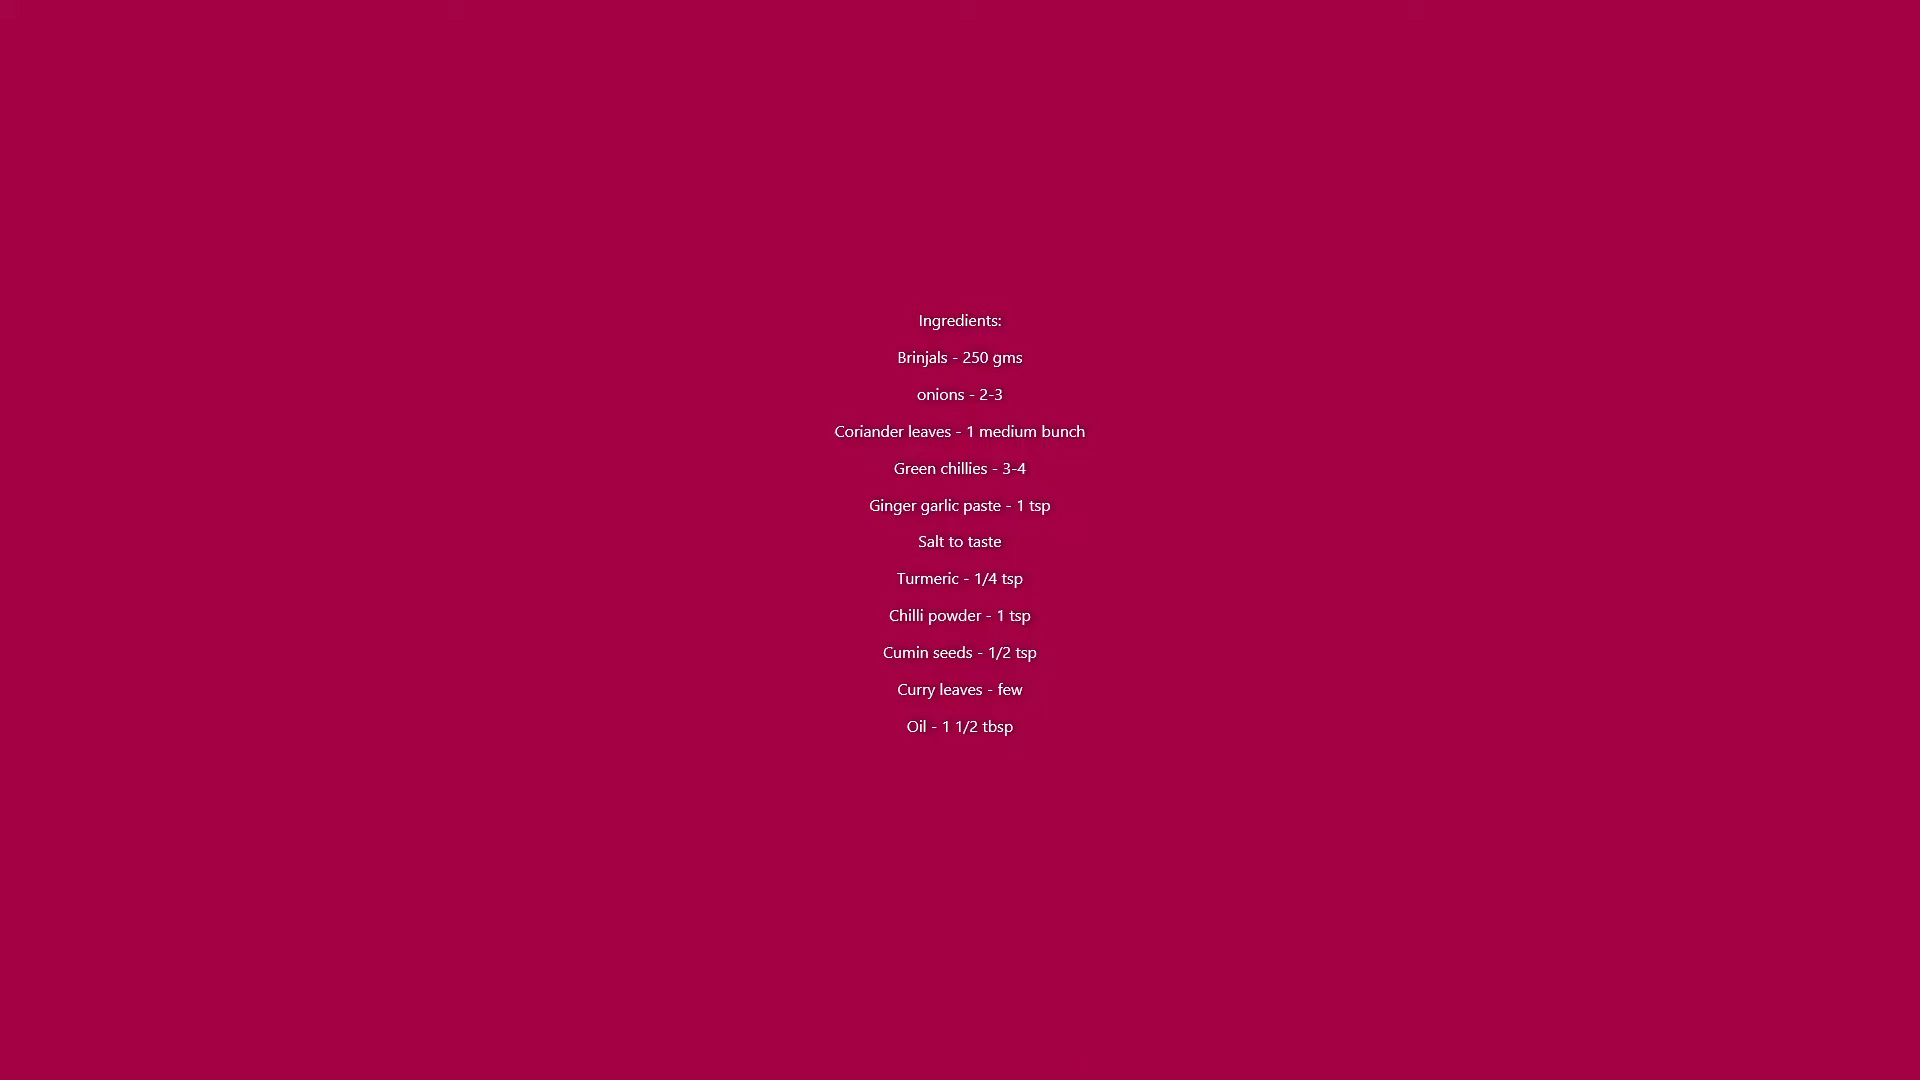 Ingredients:
Brinjals - 250 gms
onions - 2-3
Coriander leaves - 1 medium bunch
Green chillies - 3-4
Ginger garlic paste - 1 tsp
Salt to taste
Turmeric - 1/4 tsp
Chilli powder - 1 tsp
Cumin seeds - 1/2 tsp
Curry leaves - few
Oil - 1 1/2 tbsp